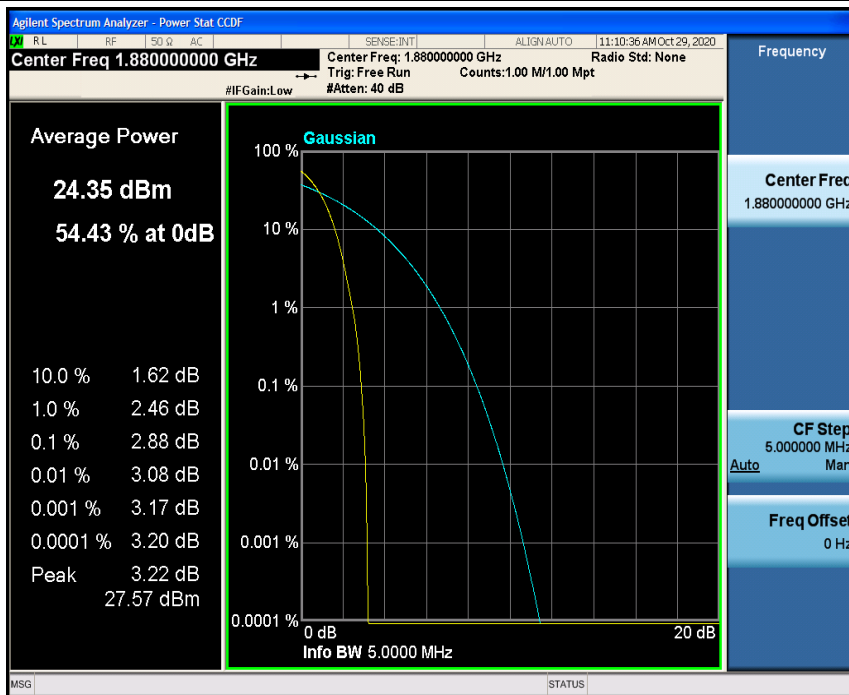 Agilent Spectrum Analyzer - Power Stat CCDF
LXI RL RF 50 Ω AC SENSE:INT ALIGN AUTO 11:10:36 AM Oct 29, 2020
Center Freq 1.880000000 GHz
Center Freq: 1.880000000 GHz Radio Std: None
Trig: Free Run Counts:1.00 M/1.00 Mpt
#IFGain:Low #Atten: 40 dB
Average Power
24.35 dBm
54.43 % at 0dB
10.0 % 1.62 dB
1.0 % 2.46 dB
0.1 % 2.88 dB
0.01 % 3.08 dB
0.001 % 3.17 dB
0.0001 % 3.20 dB
Peak 3.22 dB
27.57 dBm
Gaussian
100 %
10 %
1 %
0.1 %
0.01 %
0.001 %
0.0001 %
0 dB 20 dB
Info BW 5.0000 MHz
Frequency
Center Freq
1.880000000 GHz
CF Step
5.000000 MHz
Auto Man
Freq Offset
0 Hz
MSG STATUS